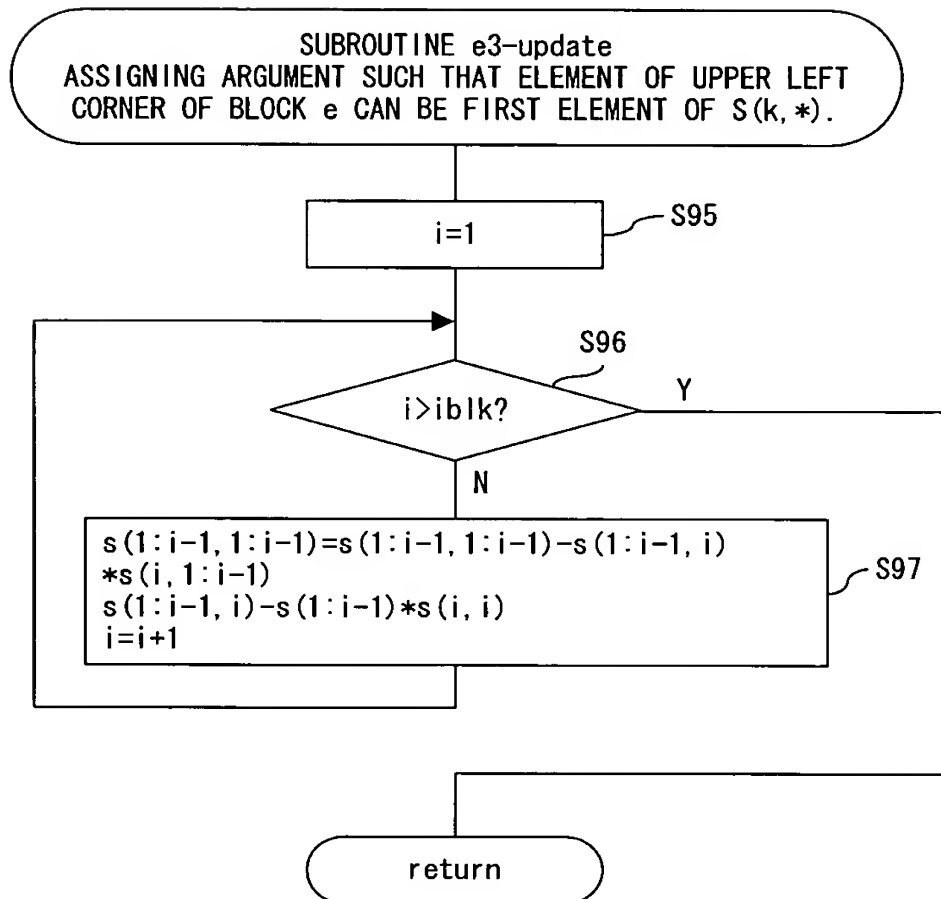 SUBROUTINE e3-update
ASSIGNING ARGUMENT SUCH THAT ELEMENT OF UPPER LEFT
CORNER OF BLOCK e CAN BE FIRST ELEMENT OF S(k,*).
i=1
S95
S96
i>iblk?
Y
N
s(1:i-1,1:i-1)=s(1:i-1,1:i-1)-s(1:i-1,i)
*s(i,1:i-1)
s(1:i-1,i)-s(1:i-1)*s(i,i)
i=i+1
S97
return